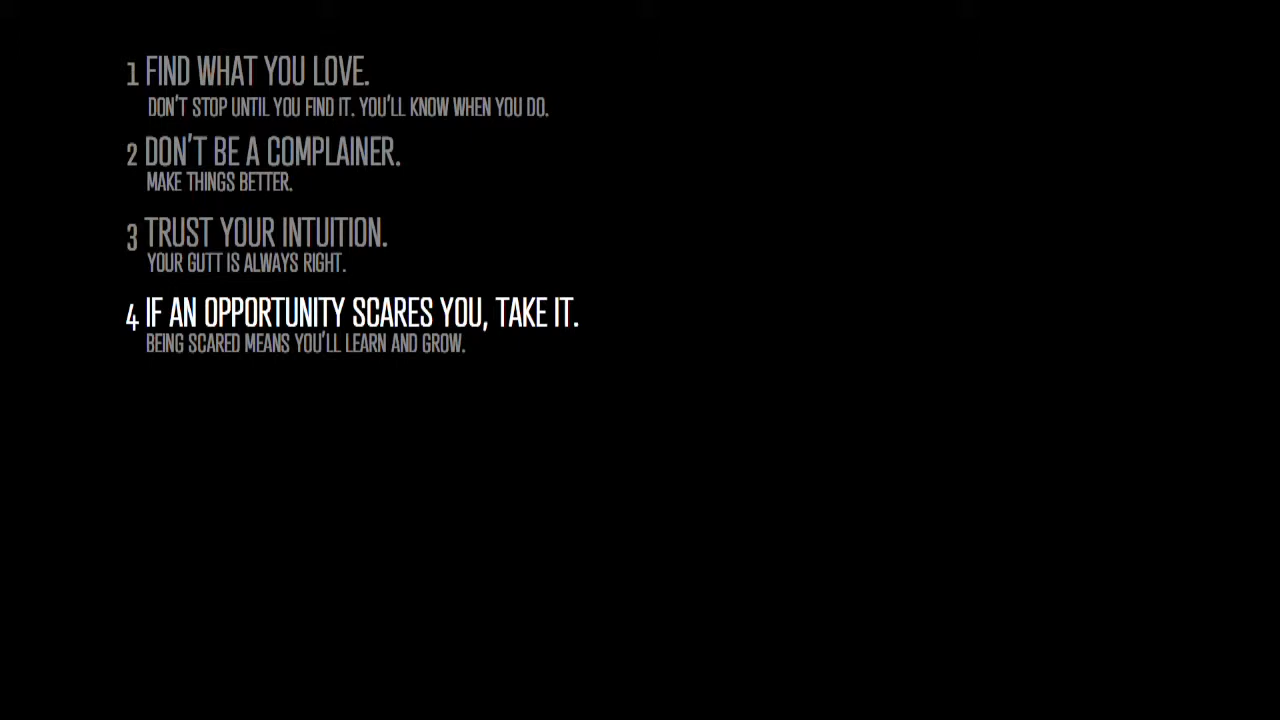 1 FIND WHAT YOU LOVE.
DON'T STOP UNTIL YOU FIND IT. YOU'LL KNOW WHEN YOU DO.
2 DON'T BE A COMPLAINER.
MAKE THINGS BETTER.
3 TRUST YOUR INTUITION.
YOUR GUTT IS ALWAYS RIGHT.
4 IF AN OPPORTUNITY SCARES YOU, TAKE IT.
BEING SCARED MEANS YOU'LL LEARN AND GROW.